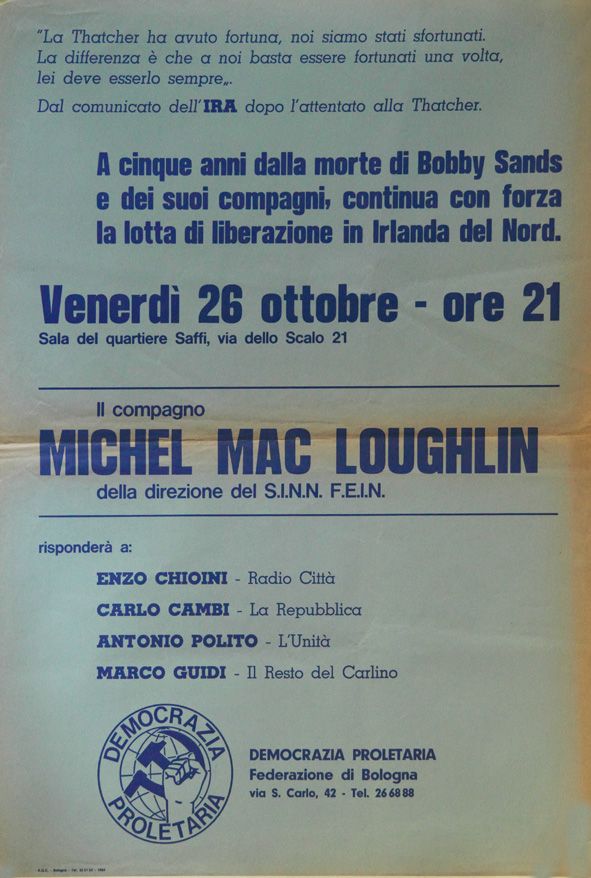 "La Thatcher ha avuto fortuna, noi siamo stati sfortunati.
La differenza è che a noi basta essere fortunati una volta,
lei deve esserlo sempre„.
Dal comunicato dell'IRA dopo l'attentato alla Thatcher.
A cinque anni dalla morte di Bobby Sands
e dei suoi compagni, continua con forza
la lotta di liberazione in Irlanda del Nord.
Venerdì 26 ottobre - ore 21
Sala del quartiere Saffi, via dello Scalo 21
Il compagno
MICHEL MAC LOUGHLIN
della direzione del S.I.N.N. F.E.I.N.
risponderà a:
ENZO CHIOINI - Radio Città
CARLO CAMBI - La Repubblica
ANTONIO POLITO - L'Unità
MARCO GUIDI - Il Resto del Carlino
DEMOCRAZIA
PROLETARIA
DEMOCRAZIA PROLETARIA
Federazione di Bologna
via S. Carlo, 42 - Tel. 26 68 88